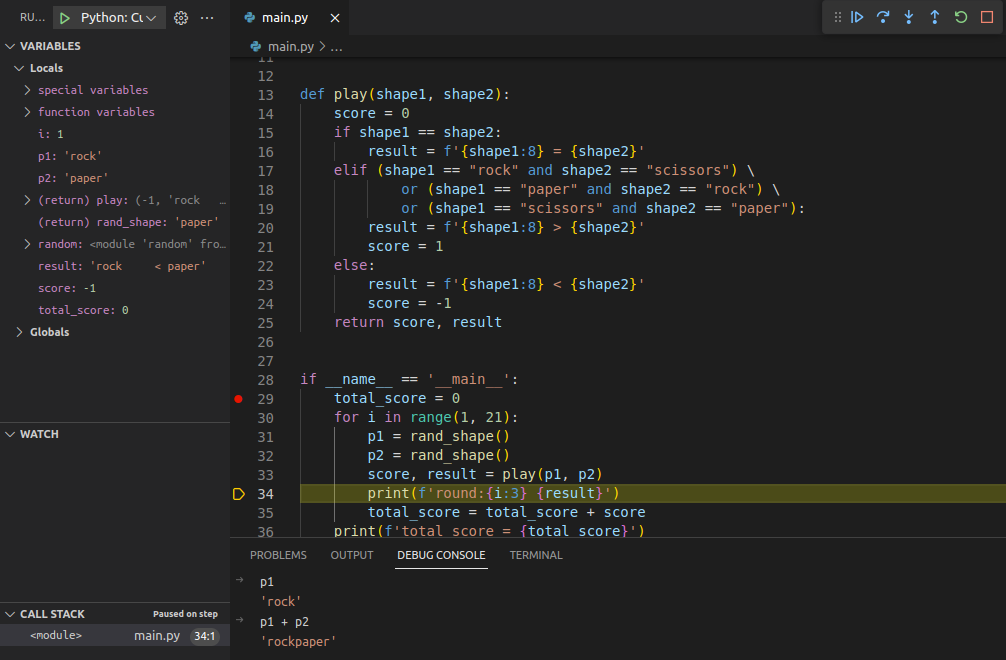 RU... Python: Cu
VARIABLES
Locals
special variables
function variables
i: 1
p1: 'rock'
p2: 'paper'
(return) play: (-1, 'rock …
(return) rand_shape: 'paper'
random: <module 'random' fro…
result: 'rock     < paper'
score: -1
total_score: 0
Globals
WATCH
CALL STACK Paused on step
<module> main.py 34:1
main.py
main.py > ...
11
12
13 def play(shape1, shape2):
14     score = 0
15     if shape1 == shape2:
16         result = f'{shape1:8} = {shape2}'
17     elif (shape1 == "rock" and shape2 == "scissors") \
18             or (shape1 == "paper" and shape2 == "rock") \
19             or (shape1 == "scissors" and shape2 == "paper"):
20         result = f'{shape1:8} > {shape2}'
21         score = 1
22     else:
23         result = f'{shape1:8} < {shape2}'
24         score = -1
25     return score, result
26
27
28 if __name__ == '__main__':
29     total_score = 0
30     for i in range(1, 21):
31         p1 = rand_shape()
32         p2 = rand_shape()
33         score, result = play(p1, p2)
34         print(f'round:{i:3} {result}')
35         total_score = total_score + score
36     print(f'total_score = {total_score}')
PROBLEMS OUTPUT DEBUG CONSOLE TERMINAL
→ p1
'rock'
→ p1 + p2
'rockpaper'